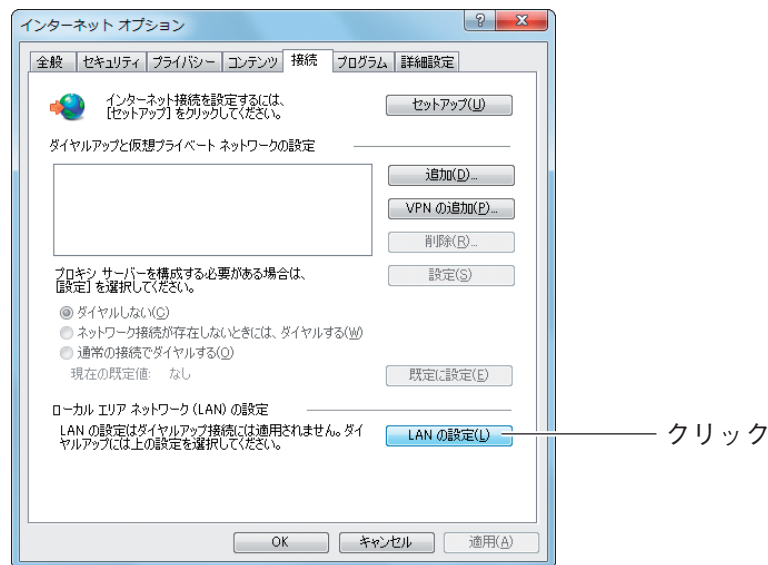 インターネット オプション
全般 セキュリティ プライバシー コンテンツ 接続 プログラム 詳細設定
インターネット接続を設定するには、
[セットアップ] をクリックしてください。
セットアップ(U)
ダイヤルアップと仮想プライベート ネットワークの設定
追加(D)...
VPN の追加(P)...
削除(R)...
プロキシ サーバーを構成する必要がある場合は、
[設定] を選択してください。
設定(S)
ダイヤルしない(C)
ネットワーク接続が存在しないときには、ダイヤルする(W)
通常の接続でダイヤルする(O)
現在の既定値: なし
既定に設定(E)
ローカル エリア ネットワーク (LAN) の設定
LAN の設定はダイヤルアップ接続には適用されません。ダイ
ヤルアップには上の設定を選択してください。
LAN の設定(L)
クリック
OK キャンセル 適用(A)